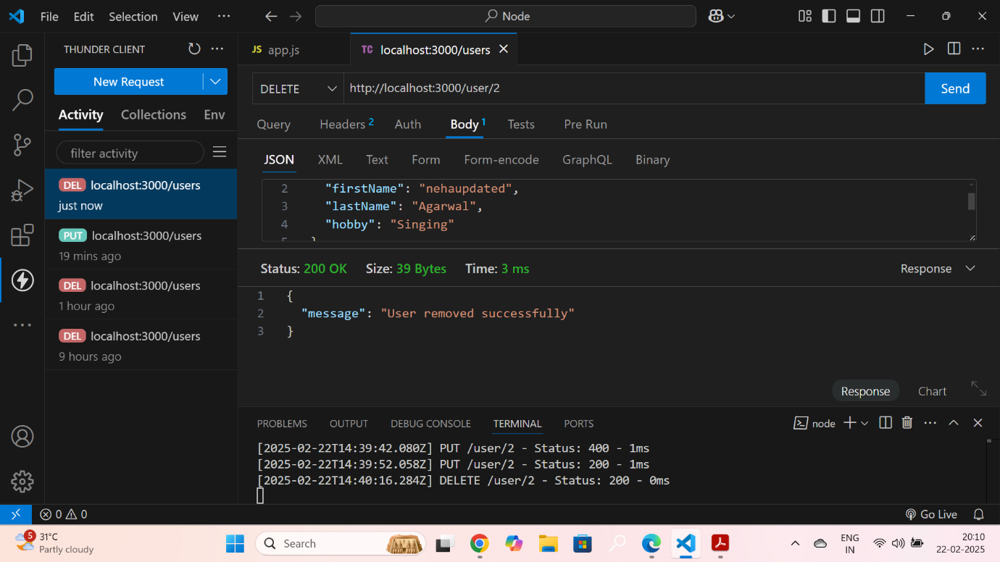 File Edit Selection View ··· Node
THUNDER CLIENT
JS app.js TC localhost:3000/users
New Request
DELETE http://localhost:3000/user/2 Send
Activity Collections Env
Query Headers 2 Auth Body 1 Tests Pre Run
filter activity
JSON XML Text Form Form-encode GraphQL Binary
DEL localhost:3000/users
just now
PUT localhost:3000/users
19 mins ago
DEL localhost:3000/users
1 hour ago
DEL localhost:3000/users
9 hours ago
2 "firstName": "nehaupdated",
3 "lastName": "Agarwal",
4 "hobby": "Singing"
5 }
Status: 200 OK Size: 39 Bytes Time: 3 ms Response
1 {
2 "message": "User removed successfully"
3 }
Response Chart
PROBLEMS OUTPUT DEBUG CONSOLE TERMINAL PORTS node
[2025-02-22T14:39:42.080Z] PUT /user/2 - Status: 400 - 1ms
[2025-02-22T14:39:52.058Z] PUT /user/2 - Status: 200 - 1ms
[2025-02-22T14:40:16.284Z] DELETE /user/2 - Status: 200 - 0ms
0 0 Go Live
5 31°C
Partly cloudy
Search
ENG
IN
20:10
22-02-2025